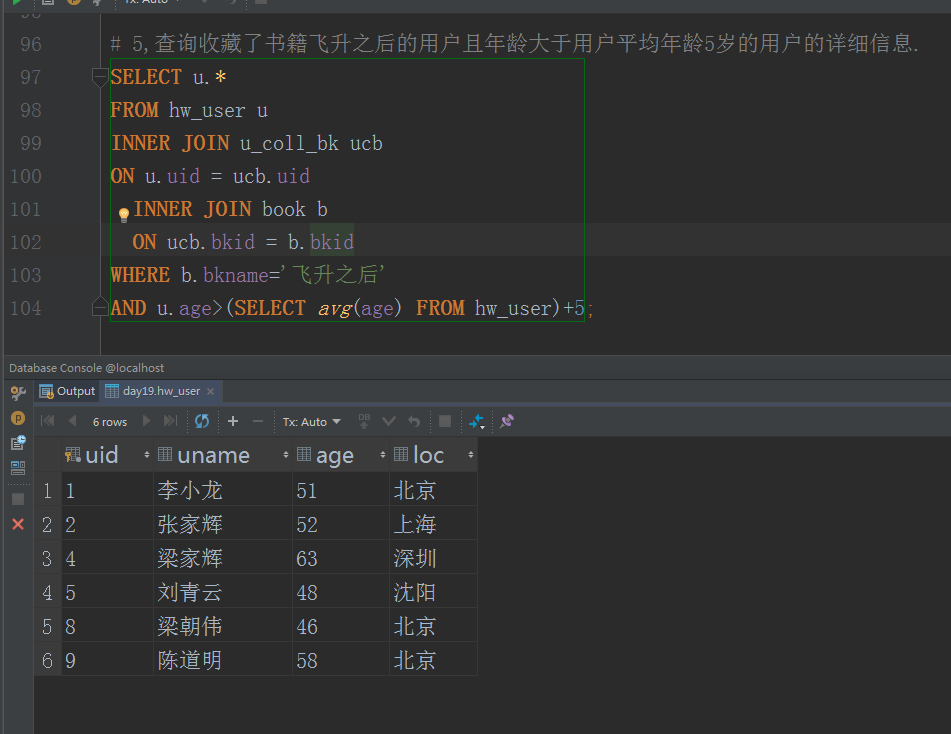 Tx: Auto
96 # 5,查询收藏了书籍飞升之后的用户且年龄大于用户平均年龄5岁的用户的详细信息.
97 SELECT u.*
98 FROM hw_user u
99 INNER JOIN u_coll_bk ucb
100 ON u.uid = ucb.uid
101 INNER JOIN book b
102 ON ucb.bkid = b.bkid
103 WHERE b.bkname='飞升之后'
104 AND u.age>(SELECT avg(age) FROM hw_user)+5;
Database Console @localhost
Output day19.hw_user
6 rows Tx: Auto DB
uid uname age loc
1 1 李小龙 51 北京
2 2 张家辉 52 上海
3 4 梁家辉 63 深圳
4 5 刘青云 48 沈阳
5 8 梁朝伟 46 北京
6 9 陈道明 58 北京